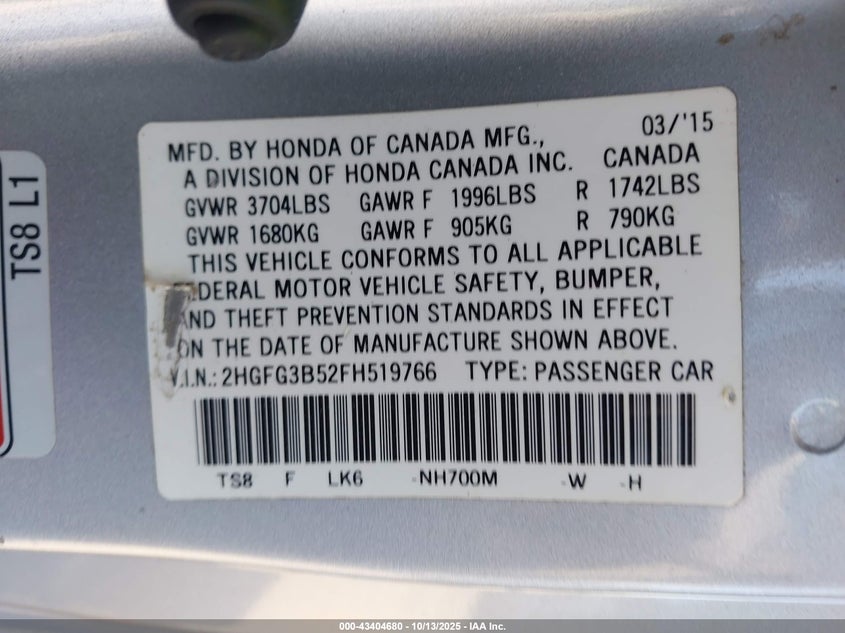 MFD. BY HONDA OF CANADA MFG., 03/'15
A DIVISION OF HONDA CANADA INC. CANADA
GVWR 3704LBS GAWR F 1996LBS R 1742LBS
GVWR 1680KG GAWR F 905KG R 790KG
THIS VEHICLE CONFORMS TO ALL APPLICABLE
MOTOR VEHICLE SAFETY, BUMPER,
AND THEFT PREVENTION STANDARDS IN EFFECT
ON THE DATE OF MANUFACTURE SHOWN ABOVE.
V.I.N.: 2HGFG3B52FH519766 TYPE: PASSENGER CAR
TS8 F LK6 -NH700M -W -H
TS8 L1
000-43404680 | 10/13/2025 - IAA Inc.